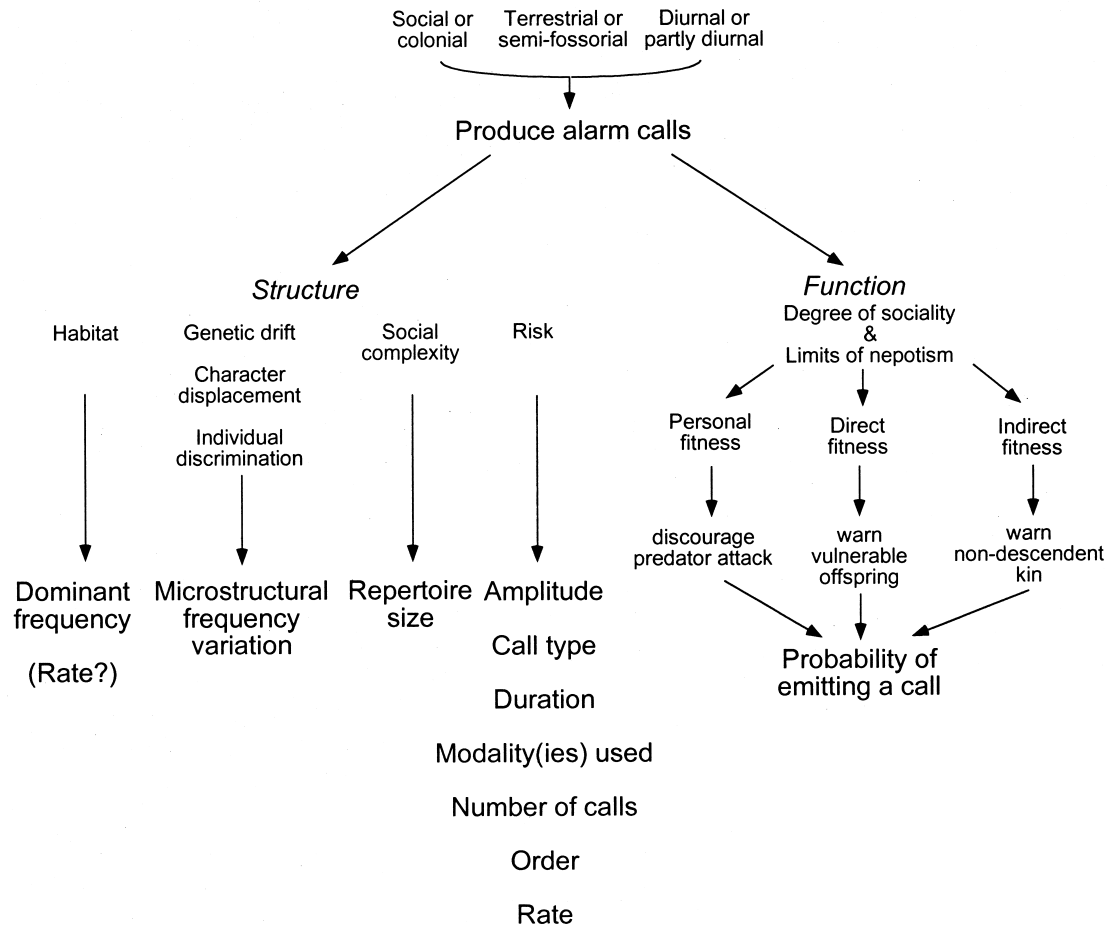 Social or
colonial
Terrestrial or
semi-fossorial
Diurnal or
partly diurnal
Produce alarm calls
Structure
Habitat
Genetic drift
Character
displacement
Individual
discrimination
Social
complexity
Risk
Dominant
frequency
(Rate?)
Microstructural
frequency
variation
Repertoire
size
Amplitude
Call type
Duration
Modality(ies) used
Number of calls
Order
Rate
Function
Degree of sociality
&
Limits of nepotism
Personal
fitness
Direct
fitness
Indirect
fitness
discourage
predator attack
warn
vulnerable
offspring
warn
non-descendent
kin
Probability of
emitting a call